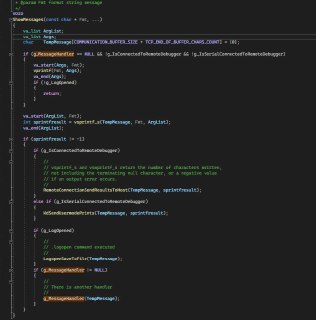 * @param Fmt format string message
*/
VOID
ShowMessages(const char * Fmt, ...)
{
va_list ArgList;
va_list Args;
char TempMessage[COMMUNICATION_BUFFER_SIZE + TCP_END_OF_BUFFER_CHARS_COUNT] = {0};
if (g_MessageHandler == NULL && !g_IsConnectedToRemoteDebugger && !g_IsSerialConnectedToRemoteDebugger)
{
va_start(Args, Fmt);
vprintf(Fmt, Args);
va_end(Args);
if (!g_LogOpened)
{
return;
}
}
va_start(ArgList, Fmt);
int sprintfresult = vsprintf_s(TempMessage, Fmt, ArgList);
va_end(ArgList);
if (sprintfresult != -1)
{
if (g_IsConnectedToRemoteDebugger)
{
//
// vsprintf_s and vswprintf_s return the number of characters written,
// not including the terminating null character, or a negative value
// if an output error occurs.
//
RemoteConnectionSendResultsToHost(TempMessage, sprintfresult);
}
else if (g_IsSerialConnectedToRemoteDebugger)
{
KdSendUsermodePrints(TempMessage, sprintfresult);
}
if (g_LogOpened)
{
//
// .logopen command executed
//
LogopenSaveToFile(TempMessage);
}
if (g_MessageHandler != NULL)
{
//
// There is another handler
//
g_MessageHandler(TempMessage);
}
}
}